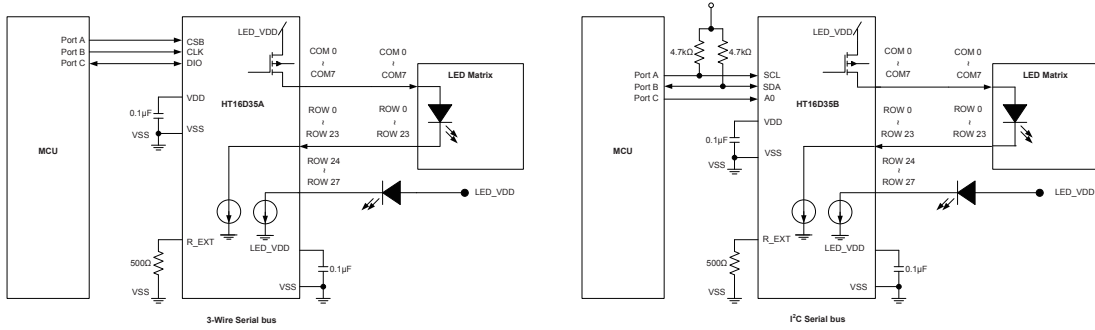 LED_VDD
Port A
CSB
Port B
CLK
Port C
DIO
COM 0
~
COM7
COM 0
~
COM7
LED Matrix
HT16D35A
VDD
0.1μF
VSS
VSS
MCU
ROW 0
~
ROW 23
ROW 0
~
ROW 23
ROW 24
~
ROW 27
LED_VDD
R_EXT
LED_VDD
500Ω
0.1μF
VSS
VSS
3-Wire Serial bus
LED_VDD
4.7kΩ
4.7kΩ
Port A
SCL
Port B
SDA
Port C
A0
COM 0
~
COM7
COM 0
~
COM7
LED Matrix
HT16D35B
VDD
0.1μF
VSS
VSS
MCU
ROW 0
~
ROW 23
ROW 0
~
ROW 23
ROW 24
~
ROW 27
LED_VDD
R_EXT
LED_VDD
500Ω
0.1μF
VSS
VSS
I²C Serial bus